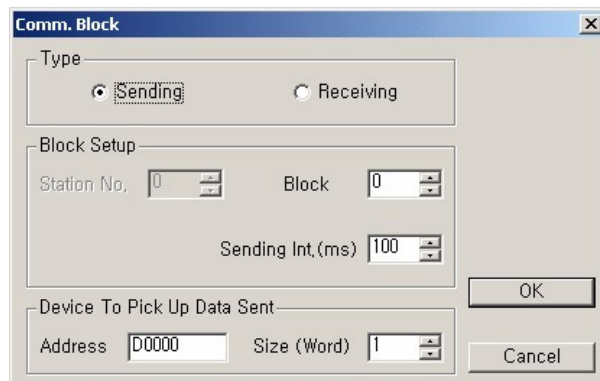 Comm. Block
Type
Sending Receiving
Block Setup
Station No. 0 Block 0
Sending Int.(ms) 100
OK
Device To Pick Up Data Sent
Address D0000 Size (Word) 1
Cancel